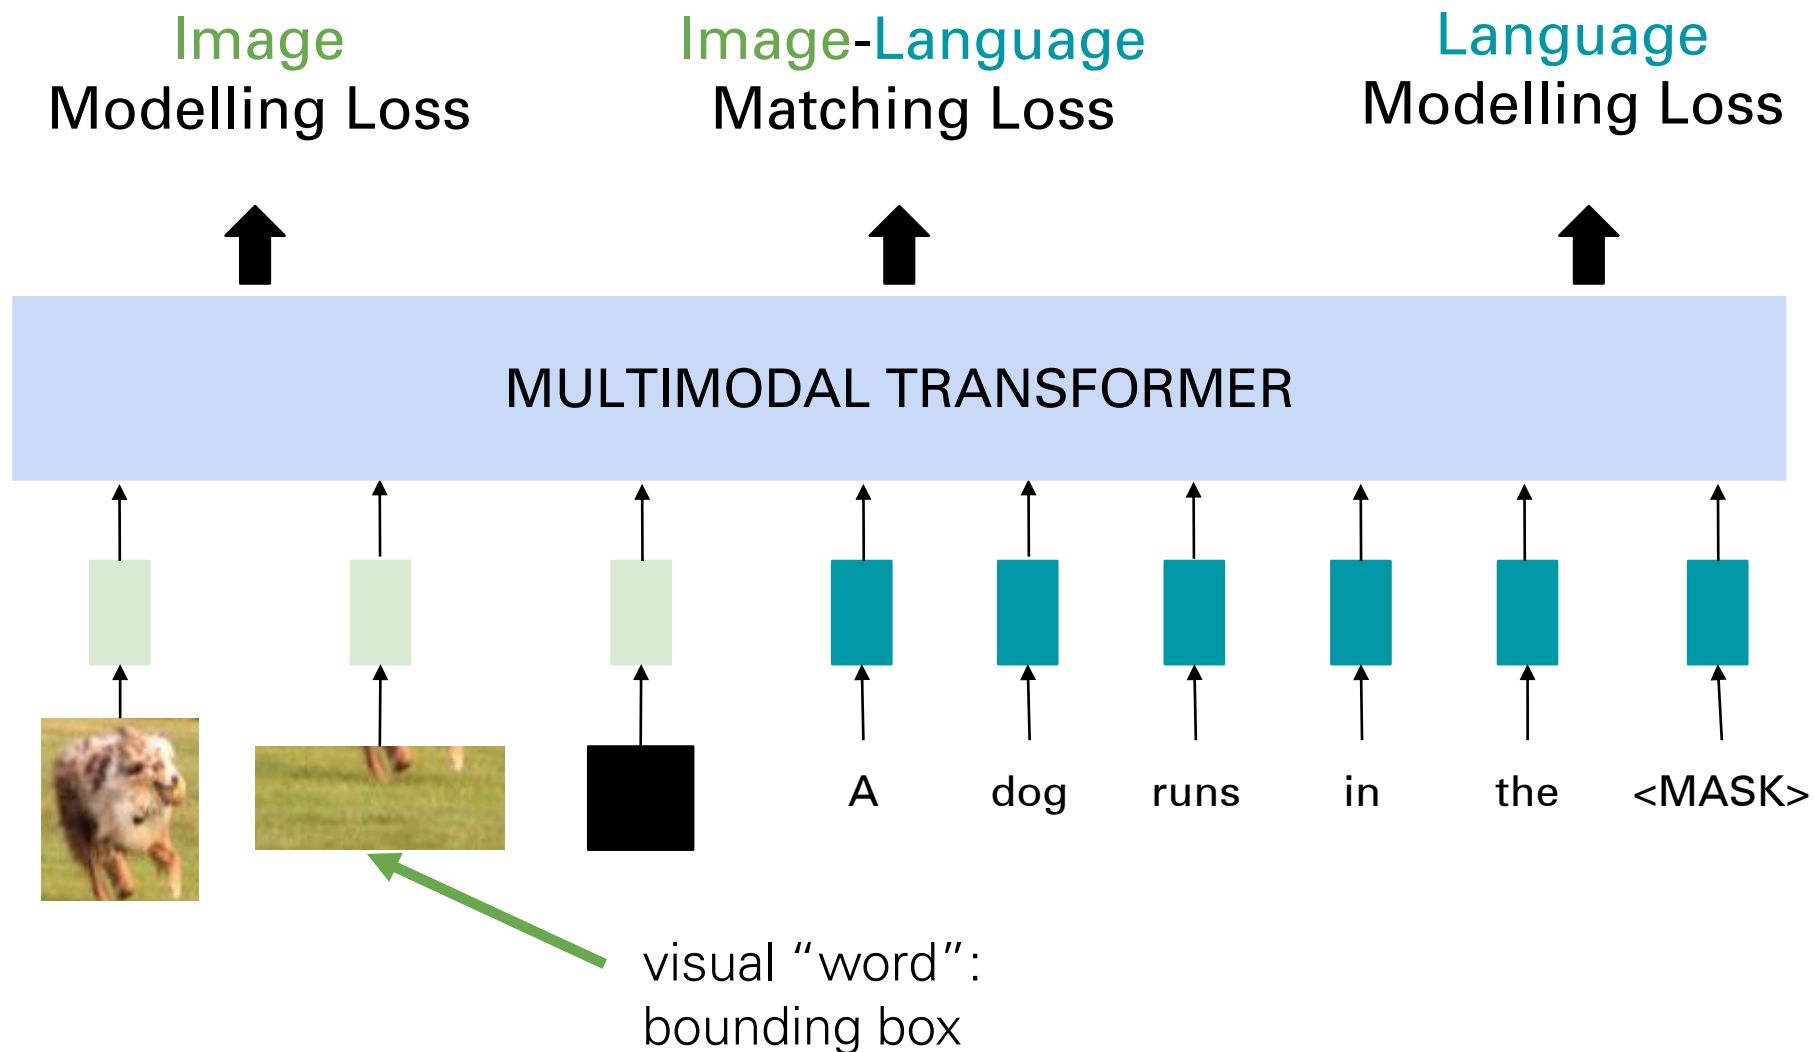 Image
Modelling Loss
Image-Language
Matching Loss
Language
Modelling Loss
MULTIMODAL TRANSFORMER
A dog runs in the <MASK>
visual “word”:
bounding box